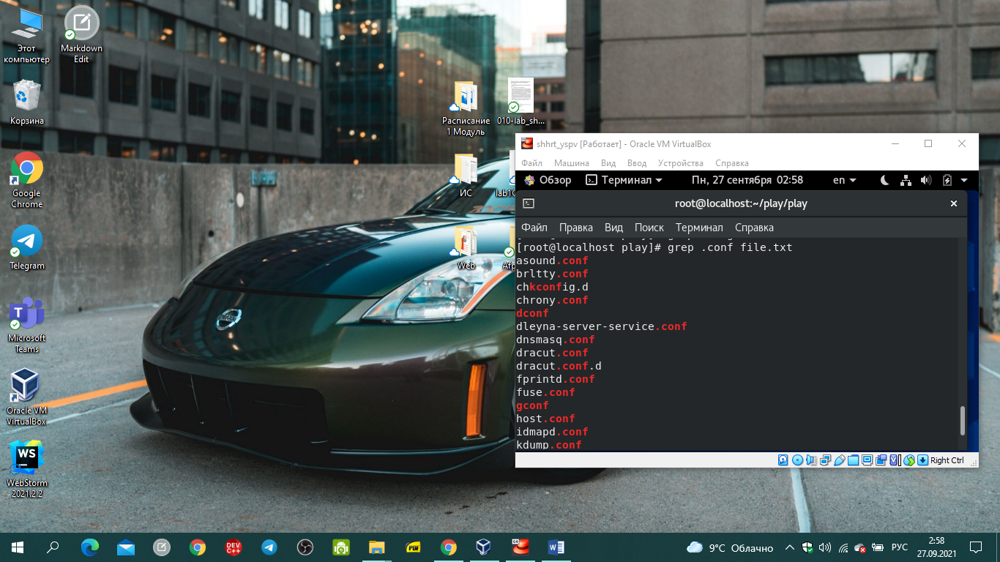 Этот
компьютер
Markdown
Edit
Корзина
Google
Chrome
Telegram
Microsoft
Teams
Oracle VM
VirtualBox
WS
WebStorm
2021.2.2
Расписание
1 Модуль
010-lab_sh...
ИС
Web
shhrt_yspv [Работает] - Oracle VM VirtualBox
Файл Машина Вид Ввод Устройства Справка
Обзор Терминал Пн, 27 сентября 02:58 en
root@localhost:~/play/play
Файл Правка Вид Поиск Терминал Справка
[root@localhost play]# grep .conf file.txt
asound.conf
brltty.conf
chkconfig.d
chrony.conf
dconf
dleyna-server-service.conf
dnsmasq.conf
dracut.conf
dracut.conf.d
fprintd.conf
fuse.conf
gconf
host.conf
idmapd.conf
kdump.conf
Right Ctrl
DEV
C++
PDF
64
9°C Облачно
РУС
2:58
27.09.2021